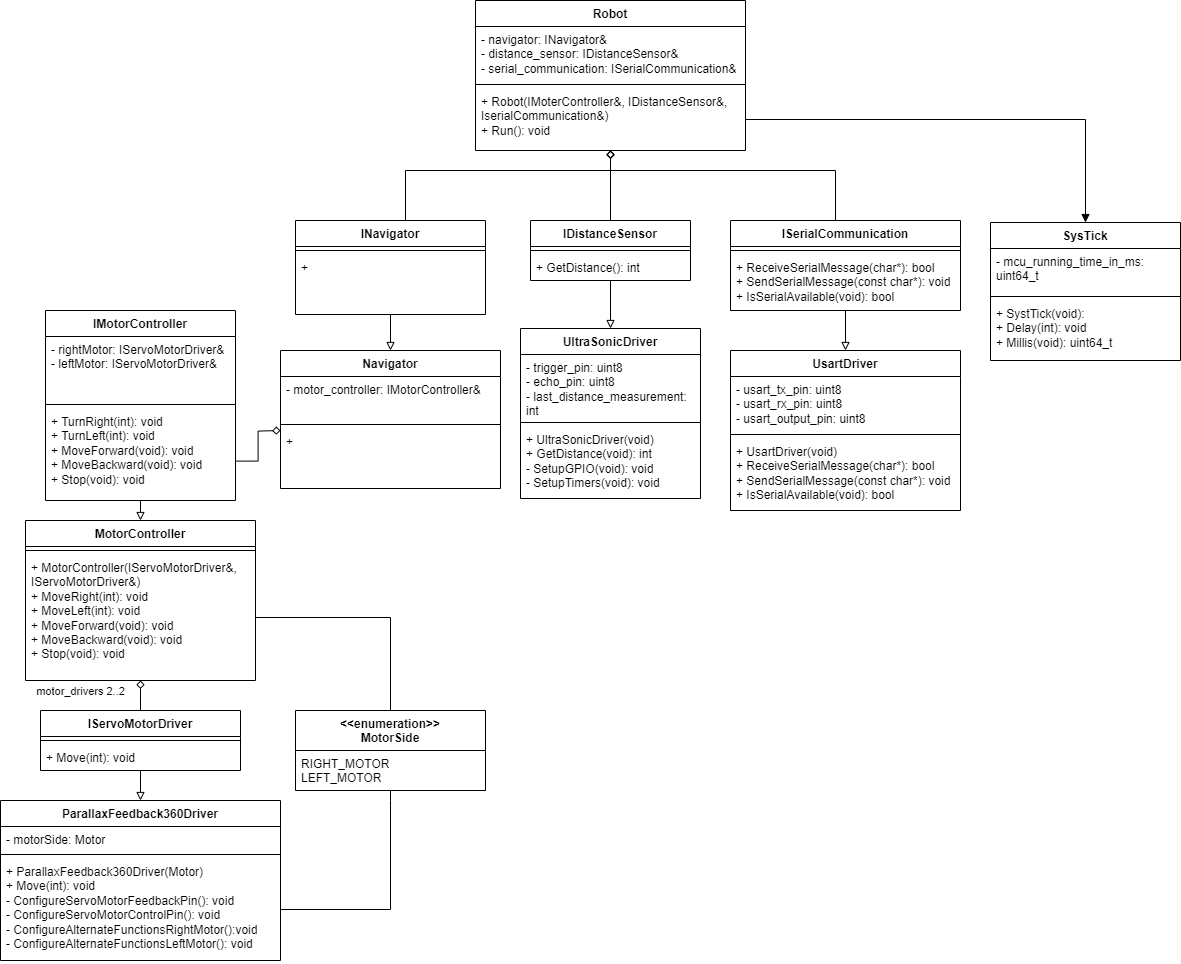 Robot
- navigator: INavigator&
- distance_sensor: IDistanceSensor&
- serial_communication: ISerialCommunication&
+ Robot(IMoterController&, IDistanceSensor&,
IserialCommunication&)
+ Run(): void
INavigator
+
IDistanceSensor
+ GetDistance(): int
ISerialCommunication
+ ReceiveSerialMessage(char*): bool
+ SendSerialMessage(const char*): void
+ IsSerialAvailable(void): bool
SysTick
- mcu_running_time_in_ms:
uint64_t
+ SystTick(void):
+ Delay(int): void
+ Millis(void): uint64_t
IMotorController
- rightMotor: IServoMotorDriver&
- leftMotor: IServoMotorDriver&
+ TurnRight(int): void
+ TurnLeft(int): void
+ MoveForward(void): void
+ MoveBackward(void): void
+ Stop(void): void
Navigator
- motor_controller: IMotorController&
+
UltraSonicDriver
- trigger_pin: uint8
- echo_pin: uint8
- last_distance_measurement:
int
+ UltraSonicDriver(void)
+ GetDistance(void): int
- SetupGPIO(void): void
- SetupTimers(void): void
UsartDriver
- usart_tx_pin: uint8
- usart_rx_pin: uint8
- usart_output_pin: uint8
+ UsartDriver(void)
+ ReceiveSerialMessage(char*): bool
+ SendSerialMessage(const char*): void
+ IsSerialAvailable(void): bool
MotorController
+ MotorController(IServoMotorDriver&,
IServoMotorDriver&)
+ MoveRight(int): void
+ MoveLeft(int): void
+ MoveForward(void): void
+ MoveBackward(void): void
+ Stop(void): void
motor_drivers 2..2
IServoMotorDriver
+ Move(int): void
<<enumeration>>
MotorSide
RIGHT_MOTOR
LEFT_MOTOR
ParallaxFeedback360Driver
- motorSide: Motor
+ ParallaxFeedback360Driver(Motor)
+ Move(int): void
- ConfigureServoMotorFeedbackPin(): void
- ConfigureServoMotorControlPin(): void
- ConfigureAlternateFunctionsRightMotor():void
- ConfigureAlternateFunctionsLeftMotor(): void